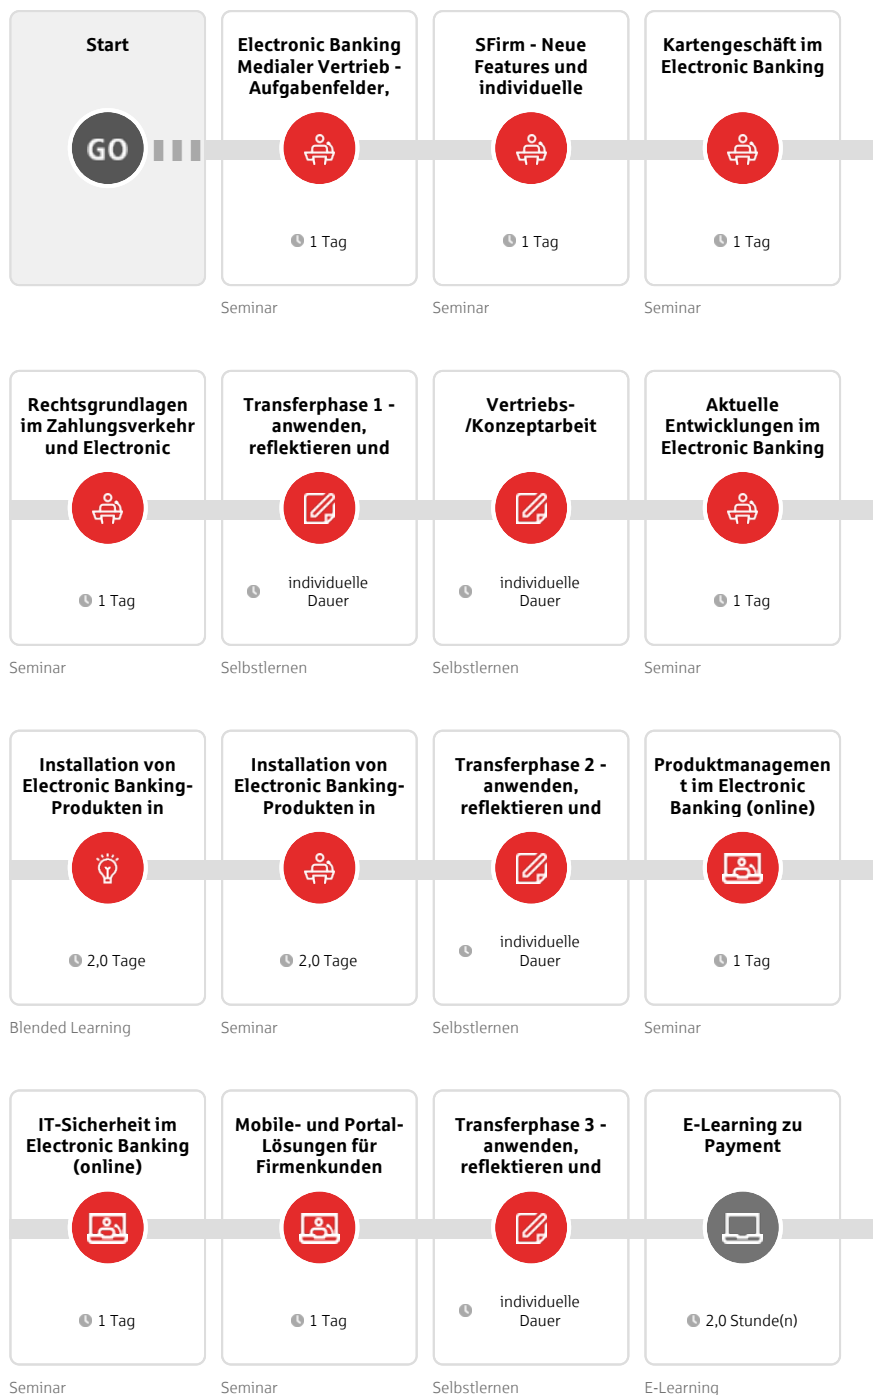 Start
GO
Electronic Banking
Medialer Vertrieb -
Aufgabenfelder,
1 Tag
Seminar
SFirm - Neue
Features und
individuelle
1 Tag
Seminar
Kartengeschäft im
Electronic Banking
1 Tag
Seminar
Rechtsgrundlagen
im Zahlungsverkehr
und Electronic
1 Tag
Seminar
Transferphase 1 -
anwenden,
reflektieren und
individuelle
Dauer
Selbstlernen
Vertriebs-
/Konzeptarbeit
individuelle
Dauer
Selbstlernen
Aktuelle
Entwicklungen im
Electronic Banking
1 Tag
Seminar
Installation von
Electronic Banking-
Produkten in
2,0 Tage
Blended Learning
Installation von
Electronic Banking-
Produkten in
2,0 Tage
Seminar
Transferphase 2 -
anwenden,
reflektieren und
individuelle
Dauer
Selbstlernen
Produktmanagemen
t im Electronic
Banking (online)
1 Tag
Seminar
IT-Sicherheit im
Electronic Banking
(online)
1 Tag
Seminar
Mobile- und Portal-
Lösungen für
Firmenkunden
1 Tag
Seminar
Transferphase 3 -
anwenden,
reflektieren und
individuelle
Dauer
Selbstlernen
E-Learning zu
Payment
2,0 Stunde(n)
E-Learning